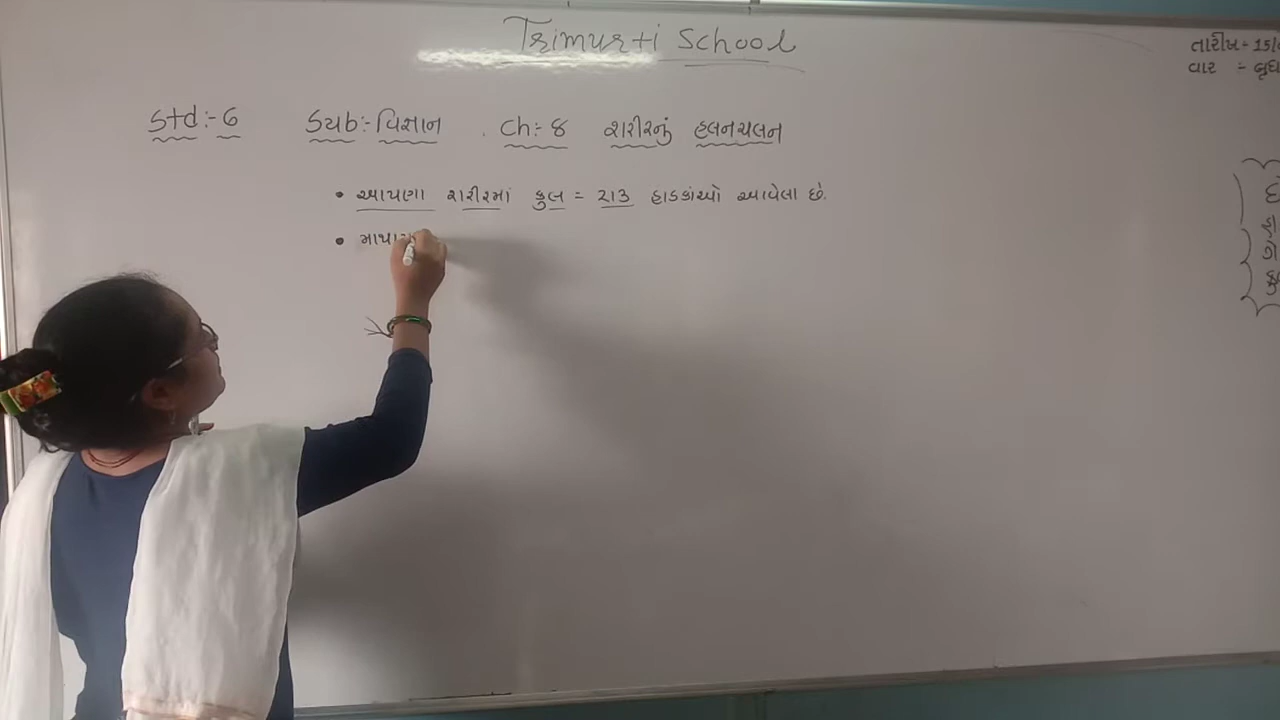 Trimurti School
તારીખ:- 15/
વાર :- બુધ
Std:- 6 Sub:- વિજ્ઞાન Ch:- 8 શરીરનું હલનચલન
• આપણા શરીરમાં કુલ = 213 હાડકાંઓ આવેલા છે.
• માથા